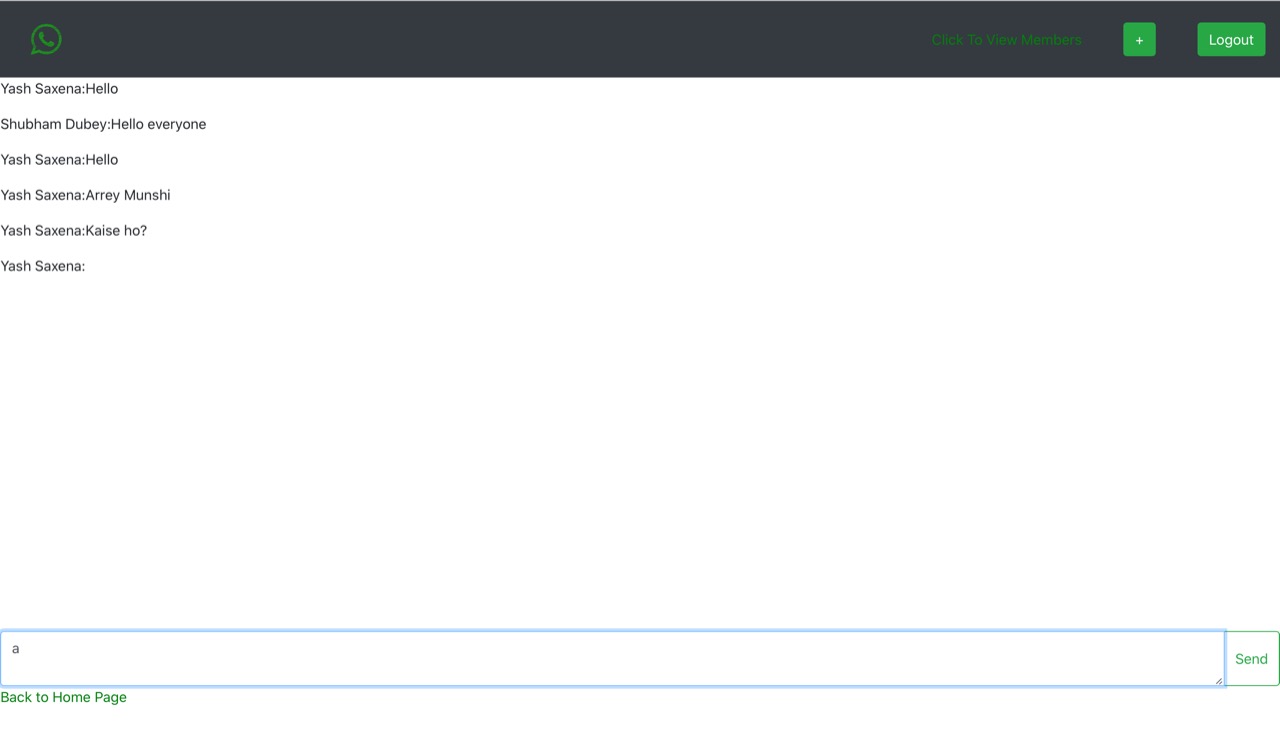 Click To View Members + Logout
Yash Saxena:Hello
Shubham Dubey:Hello everyone
Yash Saxena:Hello
Yash Saxena:Arrey Munshi
Yash Saxena:Kaise ho?
Yash Saxena:
a
Send
Back to Home Page